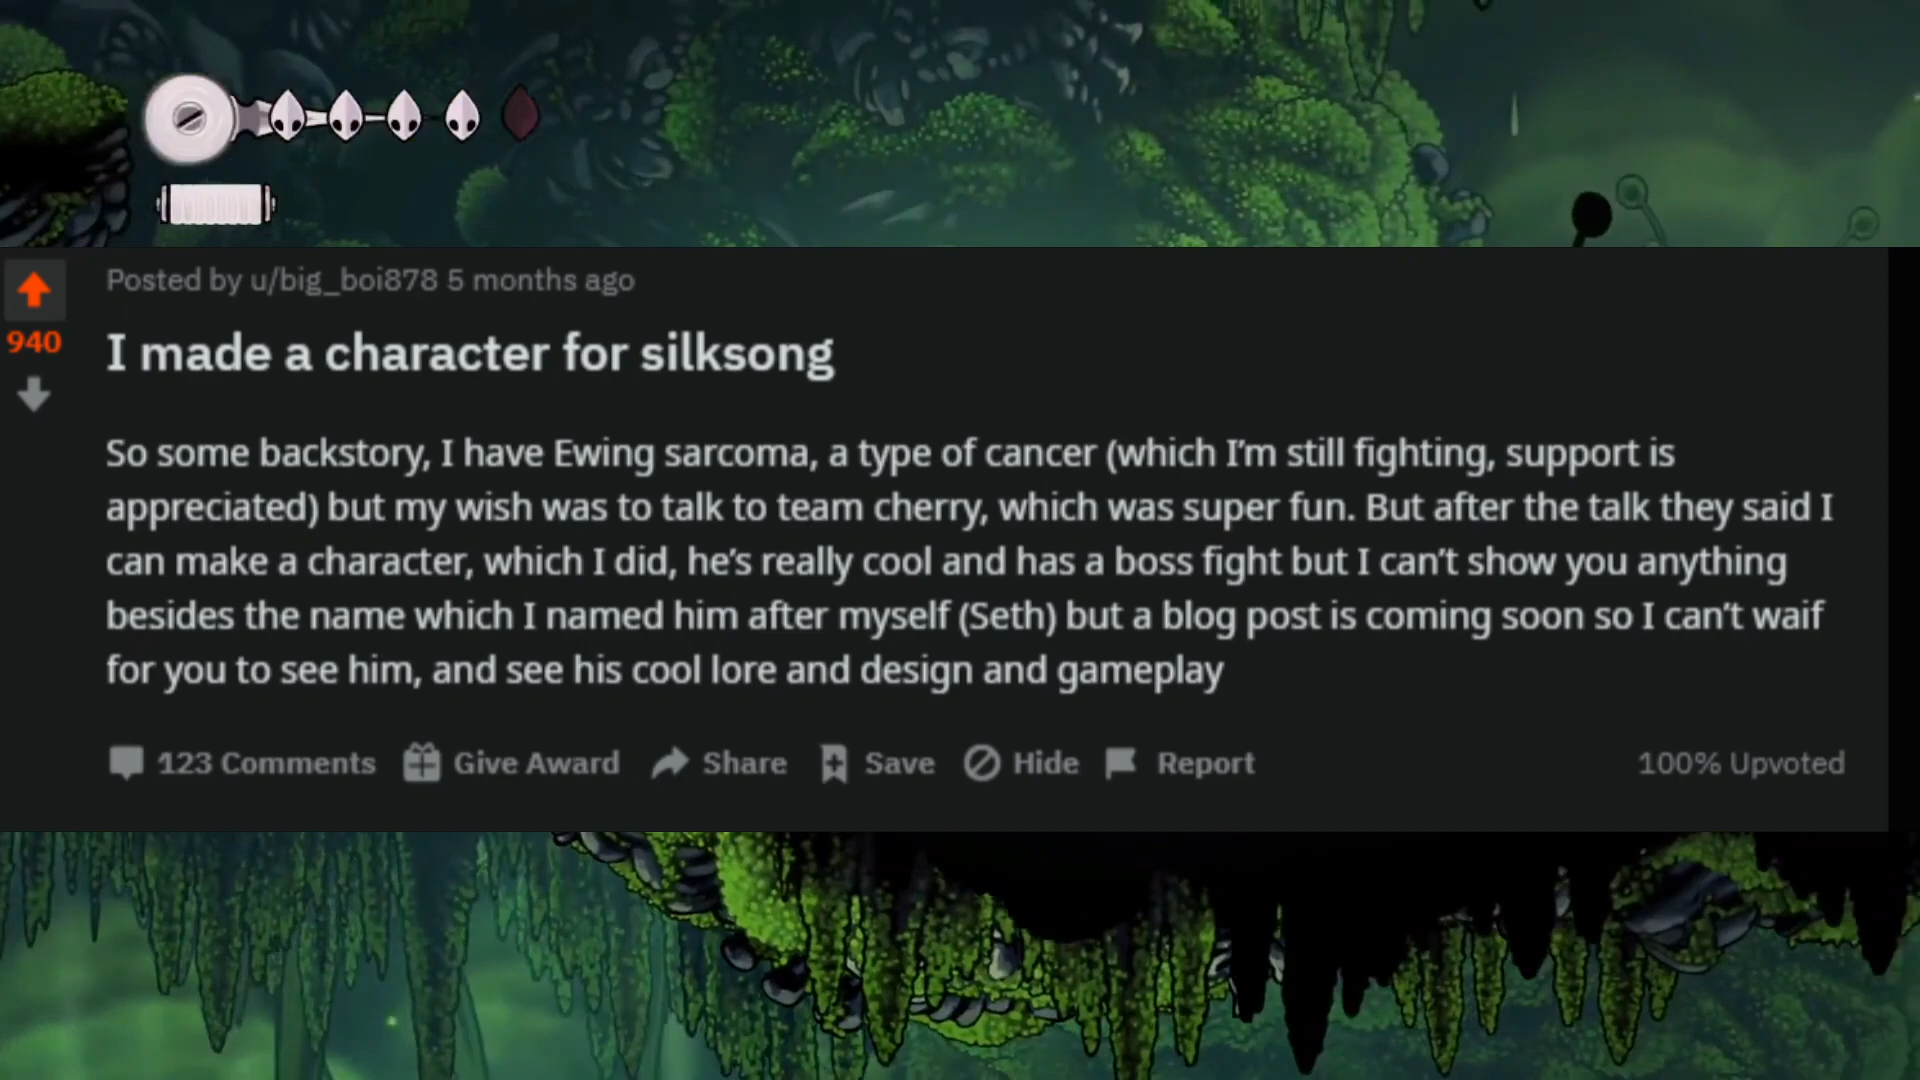 Posted by u/big_boi878 5 months ago
940
I made a character for silksong
So some backstory, I have Ewing sarcoma, a type of cancer (which I'm still fighting, support is
appreciated) but my wish was to talk to team cherry, which was super fun. But after the talk they said I
can make a character, which I did, he's really cool and has a boss fight but I can't show you anything
besides the name which I named him after myself (Seth) but a blog post is coming soon so I can't waif
for you to see him, and see his cool lore and design and gameplay
123 Comments Give Award Share Save Hide Report 100% Upvoted